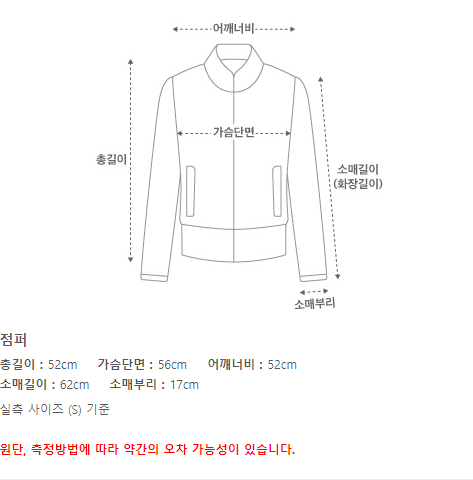 어깨너비
가슴단면
총길이
소매길이
(화장길이)
소매부리
점퍼
총길이 : 52cm 가슴단면 : 56cm 어깨너비 : 52cm
소매길이 : 62cm 소매부리 : 17cm
실측 사이즈 (S) 기준
원단, 측정방법에 따라 약간의 오차 가능성이 있습니다.